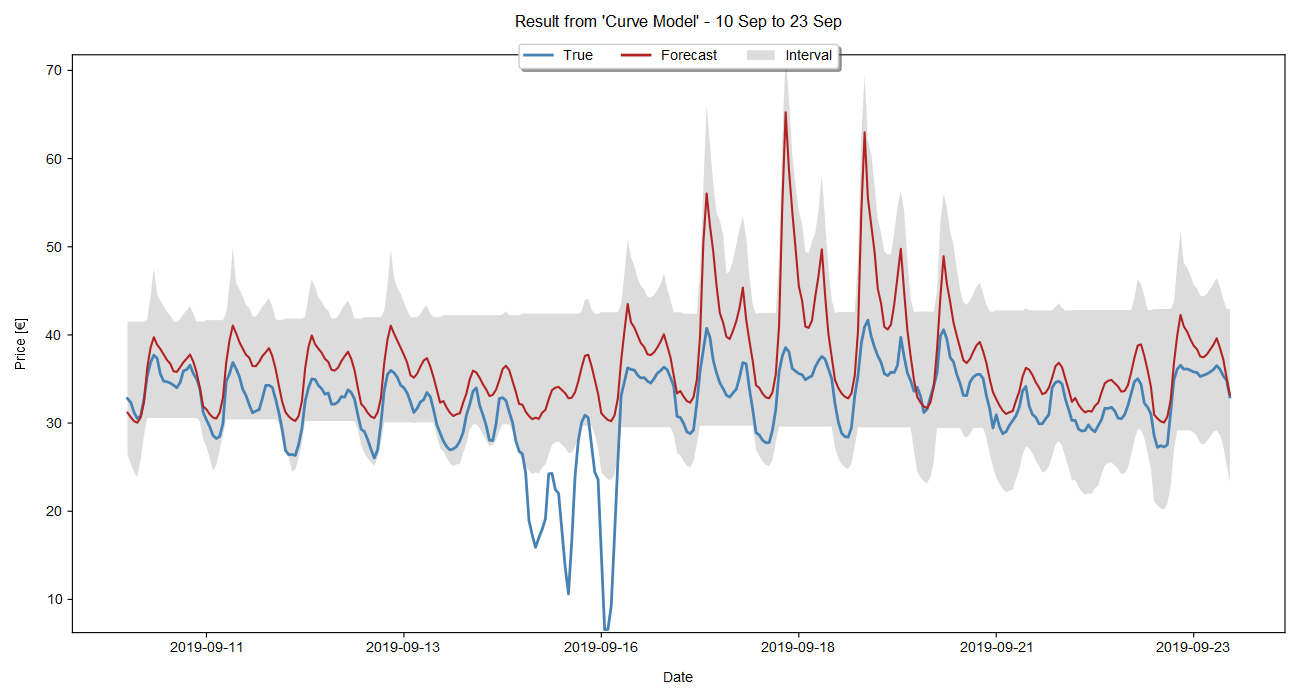 Result from 'Curve Model' - 10 Sep to 23 Sep
True Forecast Interval
70
60
50
40
30
20
10
Price [€]
2019-09-11 2019-09-13 2019-09-16 2019-09-18 2019-09-21 2019-09-23
Date